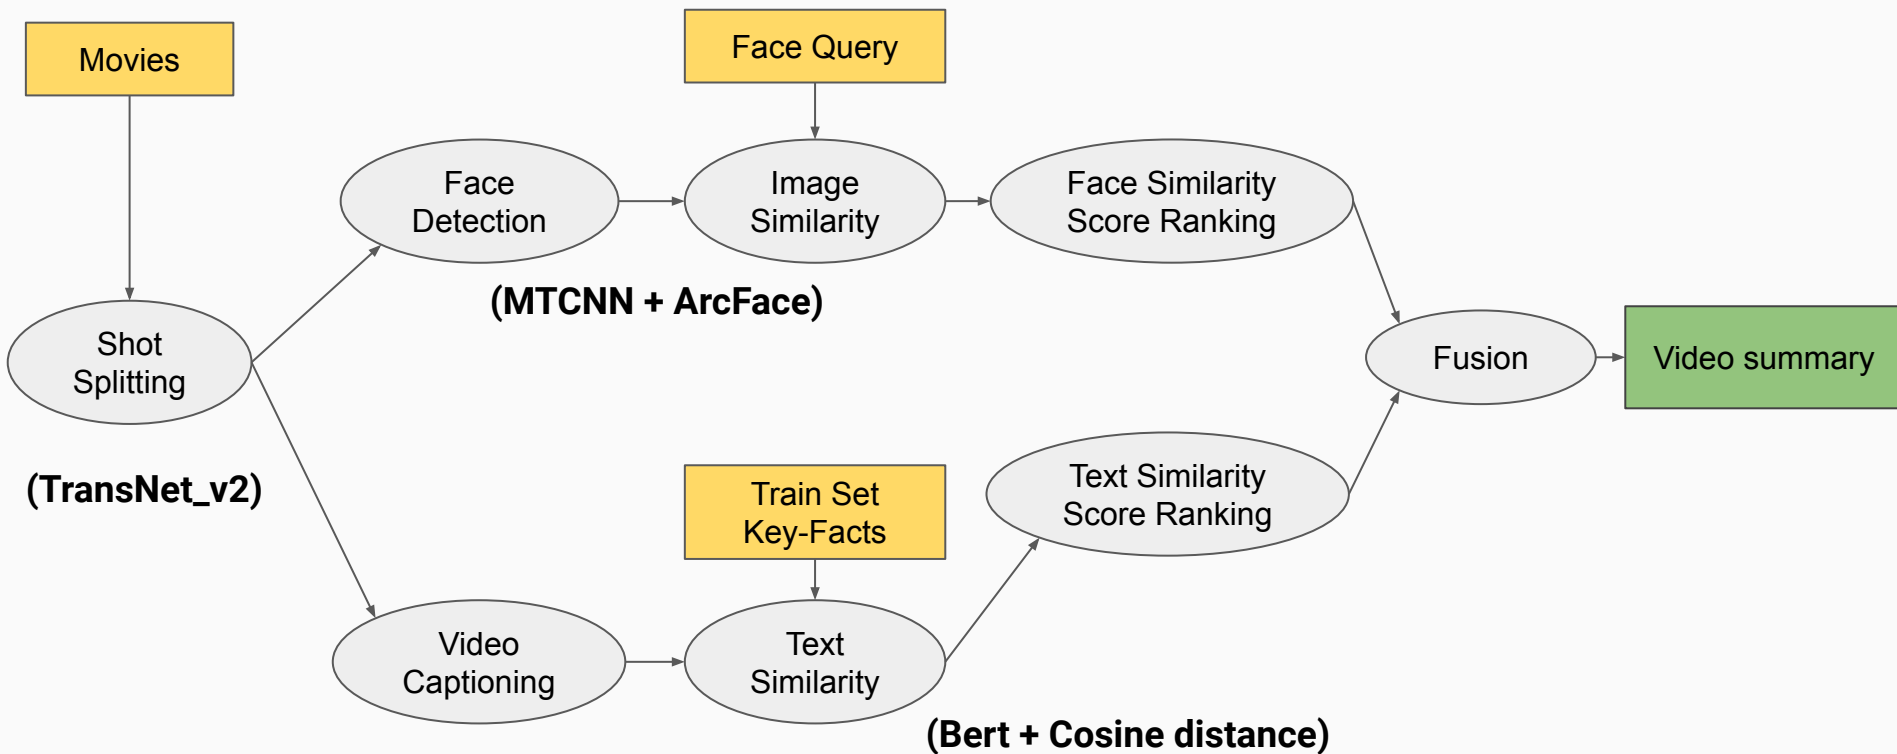 Movies
Face Query
Face
Detection
Image
Similarity
Face Similarity
Score Ranking
(MTCNN + ArcFace)
Shot
Splitting
(TransNet_v2)
Fusion
Video summary
Train Set
Key-Facts
Text Similarity
Score Ranking
Video
Captioning
Text
Similarity
(Bert + Cosine distance)